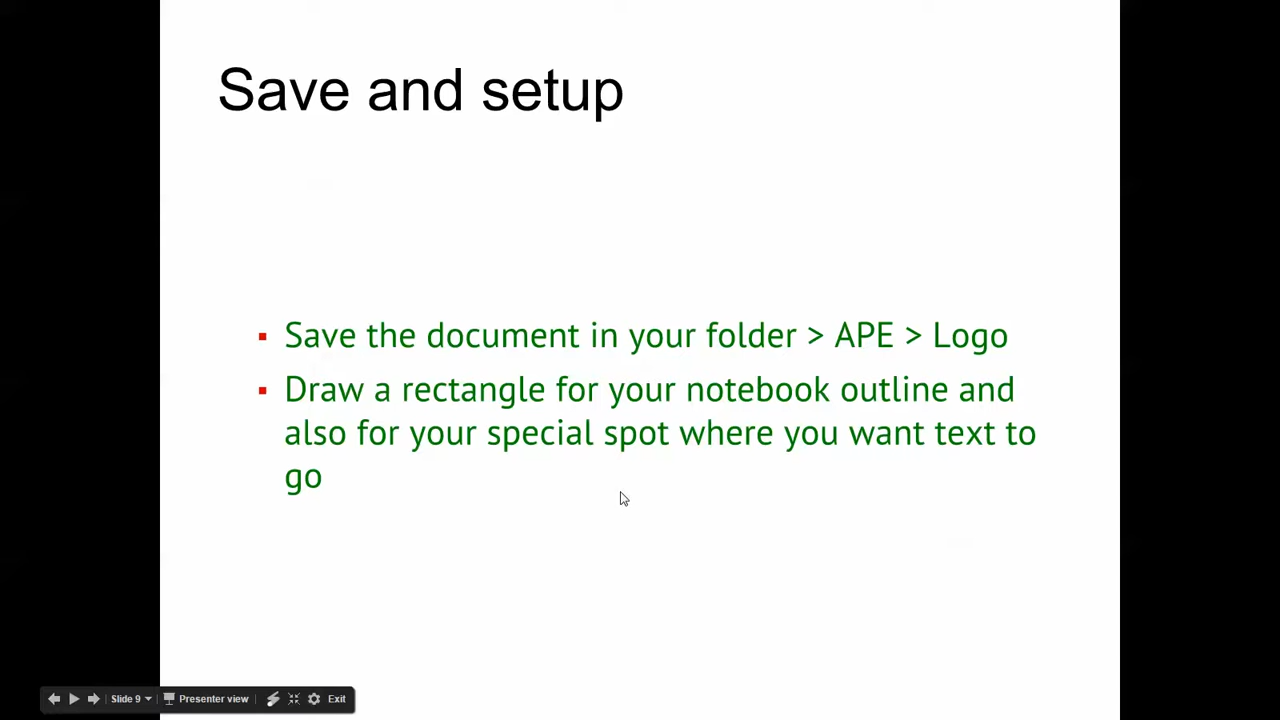 Save and setup
▪ Save the document in your folder > APE > Logo
▪ Draw a rectangle for your notebook outline and
also for your special spot where you want text to
go
Slide 9 Presenter view Exit